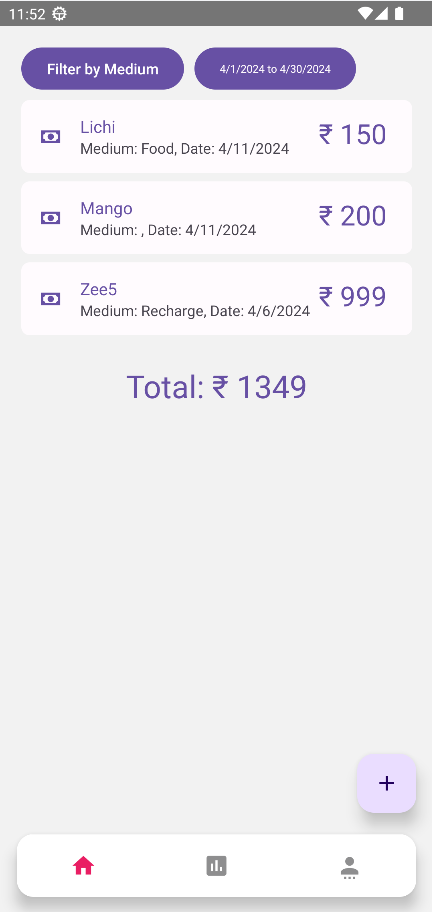 11:52
Filter by Medium
4/1/2024 to 4/30/2024
Lichi
Medium: Food, Date: 4/11/2024
₹ 150
Mango
Medium: , Date: 4/11/2024
₹ 200
Zee5
Medium: Recharge, Date: 4/6/2024
₹ 999
Total: ₹ 1349
+